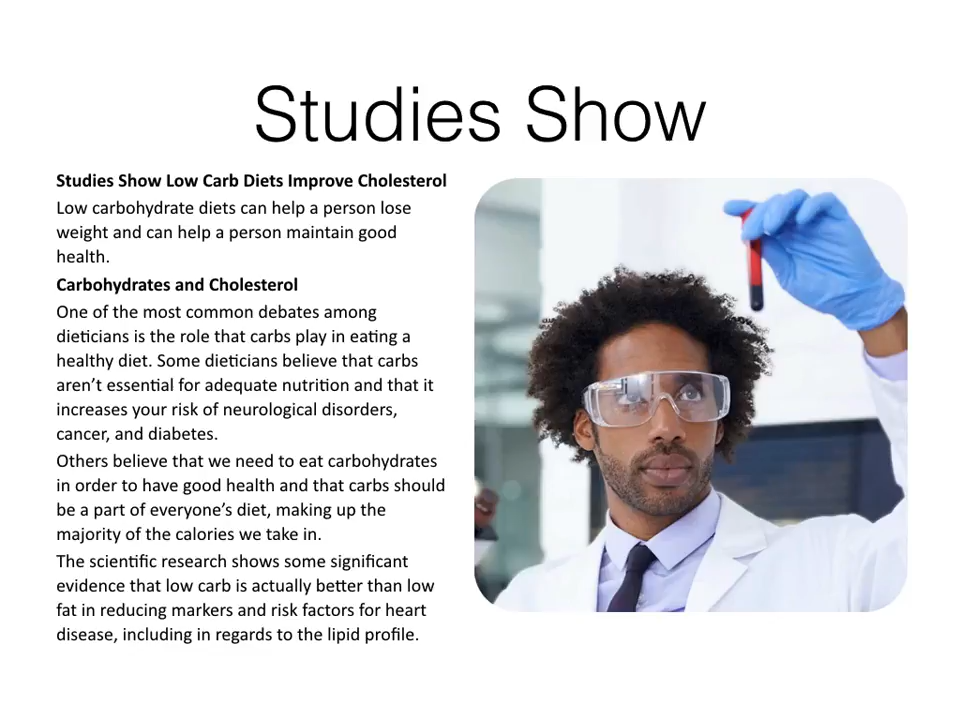 Studies Show
Studies Show Low Carb Diets Improve Cholesterol
Low carbohydrate diets can help a person lose
weight and can help a person maintain good
health.
Carbohydrates and Cholesterol
One of the most common debates among
dieticians is the role that carbs play in eating a
healthy diet. Some dieticians believe that carbs
aren’t essential for adequate nutrition and that it
increases your risk of neurological disorders,
cancer, and diabetes.
Others believe that we need to eat carbohydrates
in order to have good health and that carbs should
be a part of everyone’s diet, making up the
majority of the calories we take in.
The scientific research shows some significant
evidence that low carb is actually better than low
fat in reducing markers and risk factors for heart
disease, including in regards to the lipid profile.